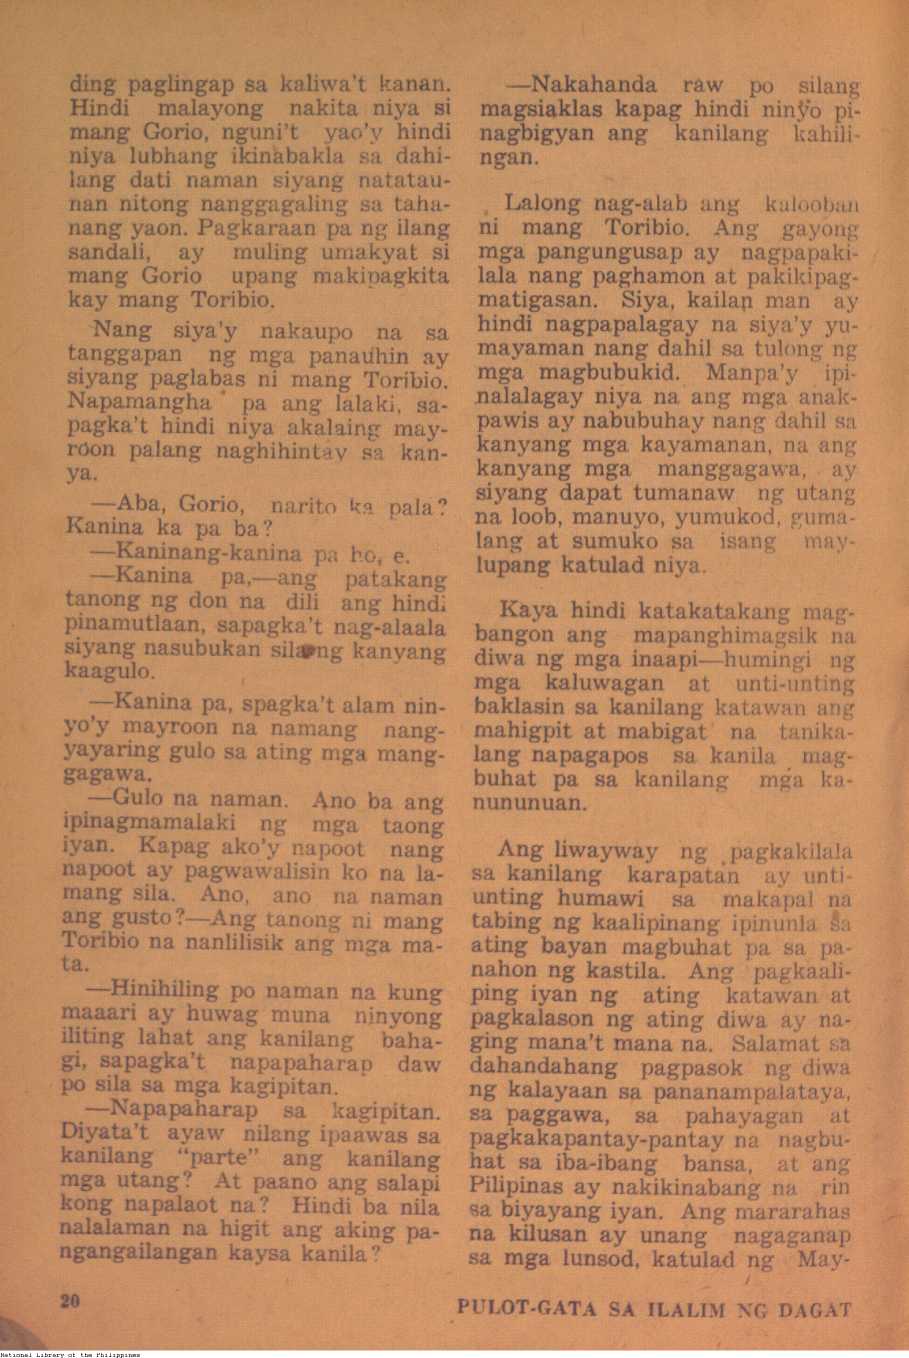 ding paglingap sa kaliwa't kanan.
Hindi malayong nakita niya si
mang Gorio, nguni't yao'y hindi
niya lubhang ikinabakla sa dahi-
lang dati naman siyang natatau-
nan nitong nanggagaling sa taha-
nang yaon. Pagkaraan pa ng ilang
sandali, ay muling umakyat si
mang Gorio upang makipagkita
kay mang Toribio.
Nang siya'y nakaupo na sa
tanggapan ng mga panauhin ay
siyang paglabas ni mang Toribio.
Napamangha pa ang lalaki, sa-
pagka't hindi niya akalaing may-
roon palang naghihintay sa kan-
ya.
—Aba, Gorio, narito ka pala?
Kanina ka pa ba?
—Kaninang-kanina pa ho, e.
—Kanina pa,—ang patakang
tanong ng don na dili ang hindi
pinamutlaan, sapagka't nag-alaala
siyang nasubukan silang kanyang
kaagulo.
—Kanina pa, spagka't alam nin-
yo'y mayroon na namang nang-
yayaring gulo sa ating mga mang-
gagawa.
—Gulo na naman. Ano ba ang
ipinagmamalaki ng mga taong
iyan. Kapag ako'y napoot nang
napoot ay pagwawalisin ko na la-
mang sila. Ano, ano na naman
ang gusto?—Ang tanong ni mang
Toribio na nanlilisik ang mga ma-
ta.
—Hinihiling po naman na kung
maaari ay huwag muna ninyong
iliting lahat ang kanilang baha-
gi, sapagka't napapaharap daw
po sila sa mga kagipitan.
—Napapaharap sa kagipitan.
Diyata't ayaw nilang ipaawas sa
kanilang "parte" ang kanilang
mga utang? At paano ang salapi
kong napalaot na? Hindi ba nila
nalalaman na higit ang aking pa-
ngangailangan kaysa kanila?
—Nakahanda raw po silang
magsiaklas kapag hindi ninyo pi-
nagbigyan ang kanilang kahili-
ngan.
Lalong nag-alab ang kalooban
ni mang Toribio. Ang gayong
mga pangungusap ay nagpapaki-
lala nang paghamon at pakikipag-
matigasan. Siya, kailan man ay
hindi nagpapalagay na siya'y yu-
mayaman nang dahil sa tulong ng
mga magbubukid. Manpa'y ipi-
nalalagay niya na ang mga anak-
pawis ay nabubuhay nang dahil sa
kanyang mga kayamanan, na ang
kanyang mga manggagawa, ay
siyang dapat tumanaw ng utang
na loob, manuyo, yumukod, guma-
lang at sumuko sa isang may-
lupang katulad niya.
Kaya hindi katakatakang mag-
bangon ang mapanghimagsik na
diwa ng mga inaapi—humingi ng
mga kaluwagan at unti-unting
baklasin sa kanilang katawan ang
mahigpit at mabigat na tanika-
lang napagapos sa kanila mag-
buhat pa sa kanilang mga ka-
nununuan.
Ang liwayway ng pagkakilala
sa kanilang karapatan ay unti-
unting humawi sa makapal na
tabing ng kaalipinang ipinunla sa
ating bayan magbuhat pa sa pa-
nahon ng kastila. Ang pagkaali-
ping iyan ng ating katawan at
pagkalason ng ating diwa ay na-
ging mana't mana na. Salamat sa
dahandahang pagpasok ng diwa
ng kalayaan sa pananampalataya,
sa paggawa, sa pahayagan at
pagkakapantay-pantay na nagbu-
hat sa iba-ibang bansa, at ang
Pilipinas ay nakikinabang na rin
sa biyayang iyan. Ang mararahas
na kilusan ay unang nagaganap
sa mga lunsod, katulad ng May-
20
PULOT-GATA SA ILALIM NG DAGAT
National Library of the Philippines